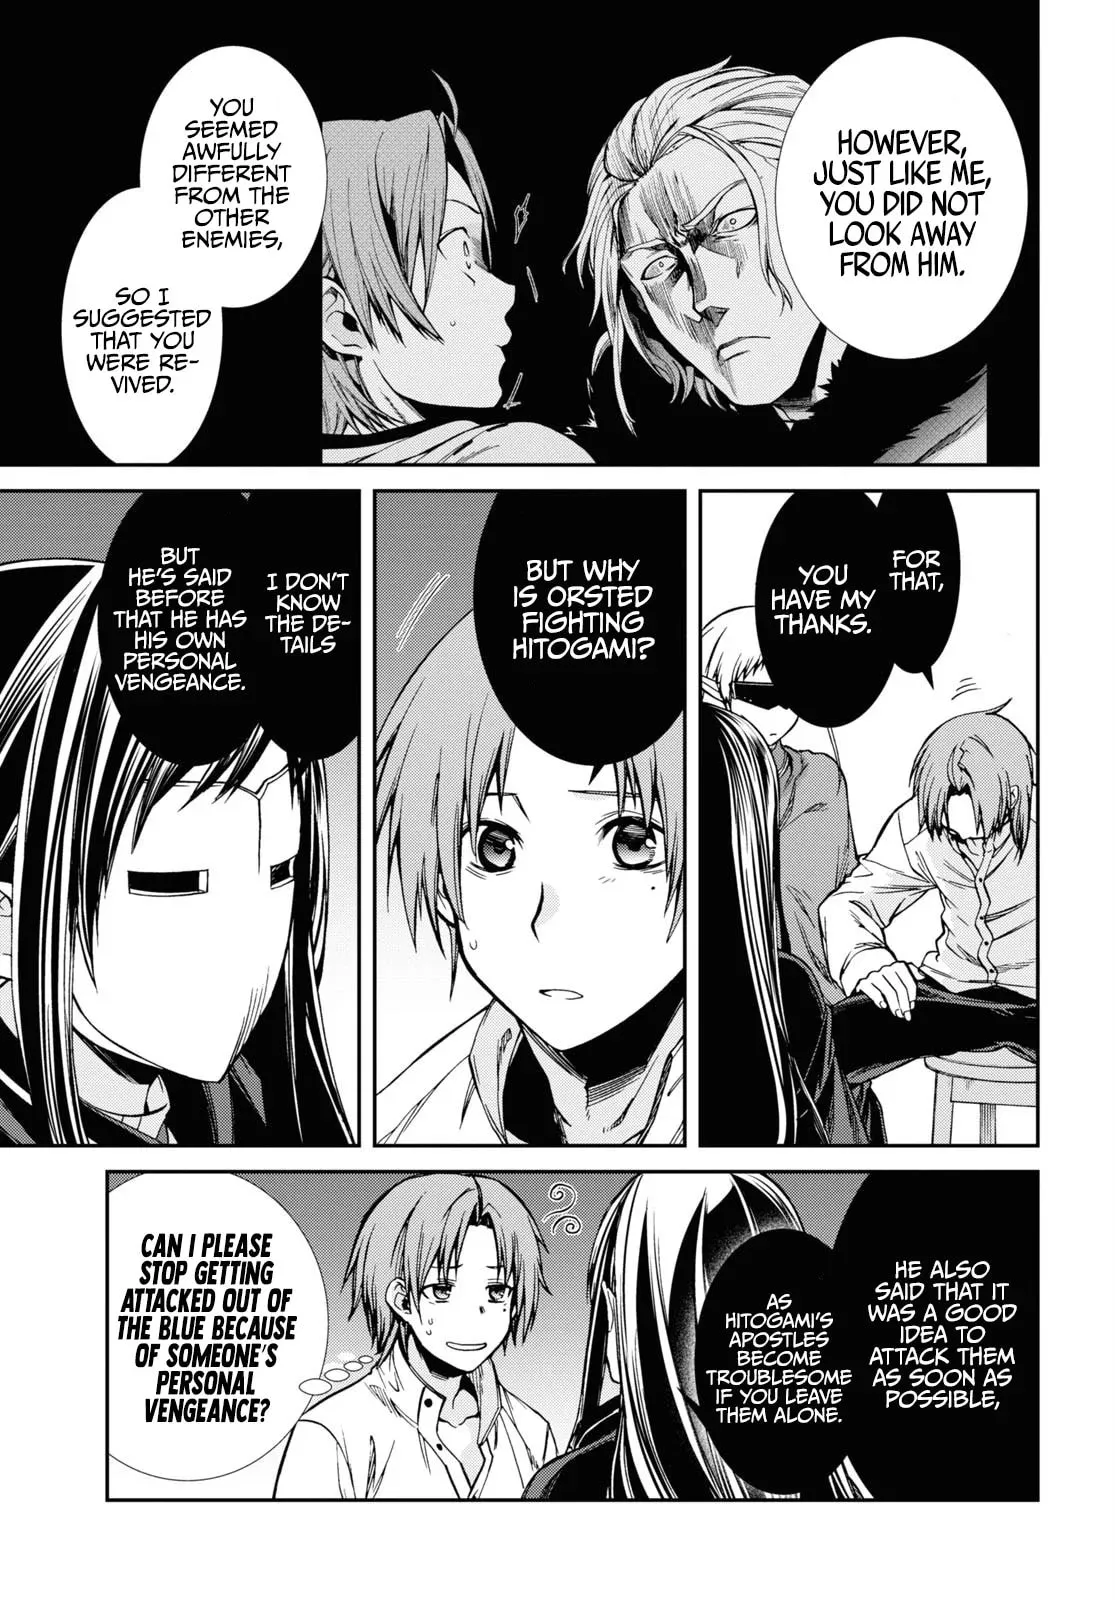 HOWEVER,
JUST LIKE ME,
YOU DID NOT
LOOK AWAY
FROM HIM.
YOU
SEEMED
AWFULLY
DIFFERENT
FROM THE
OTHER
ENEMIES,
SO I
SUGGESTED
THAT YOU
WERE RE-
VIVED.
FOR
THAT,
YOU
HAVE MY
THANKS.
BUT WHY
IS ORSTED
FIGHTING
HITOGAMI?
I DON'T
KNOW
THE DE-
TAILS
BUT
HE'S SAID
BEFORE
THAT HE HAS
HIS OWN
PERSONAL
VENGEANCE.
HE ALSO
SAID THAT IT
WAS A GOOD
IDEA TO
ATTACK THEM
AS SOON AS
POSSIBLE,
AS
HITOGAMI'S
APOSTLES
BECOME
TROUBLESOME
IF YOU LEAVE
THEM ALONE.
CAN I PLEASE
STOP GETTING
ATTACKED OUT OF
THE BLUE BECAUSE
OF SOMEONE'S
PERSONAL
VENGEANCE?